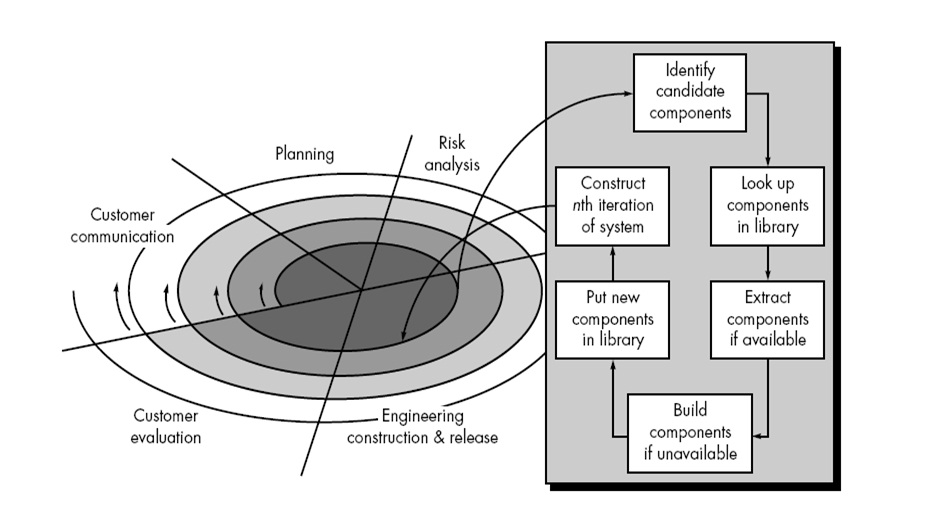 Planning
Risk
analysis
Customer
communication
Customer
evaluation
Engineering
construction & release
Identify
candidate
components
Look up
components
in library
Extract
components
if available
Build
components
if unavailable
Put new
components
in library
Construct
nth iteration
of system